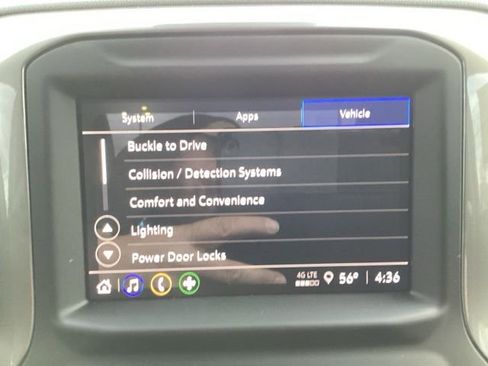 System Apps Vehicle
Buckle to Drive
Collision / Detection Systems
Comfort and Convenience
Lighting
Power Door Locks
4G LTE 56° 4:36